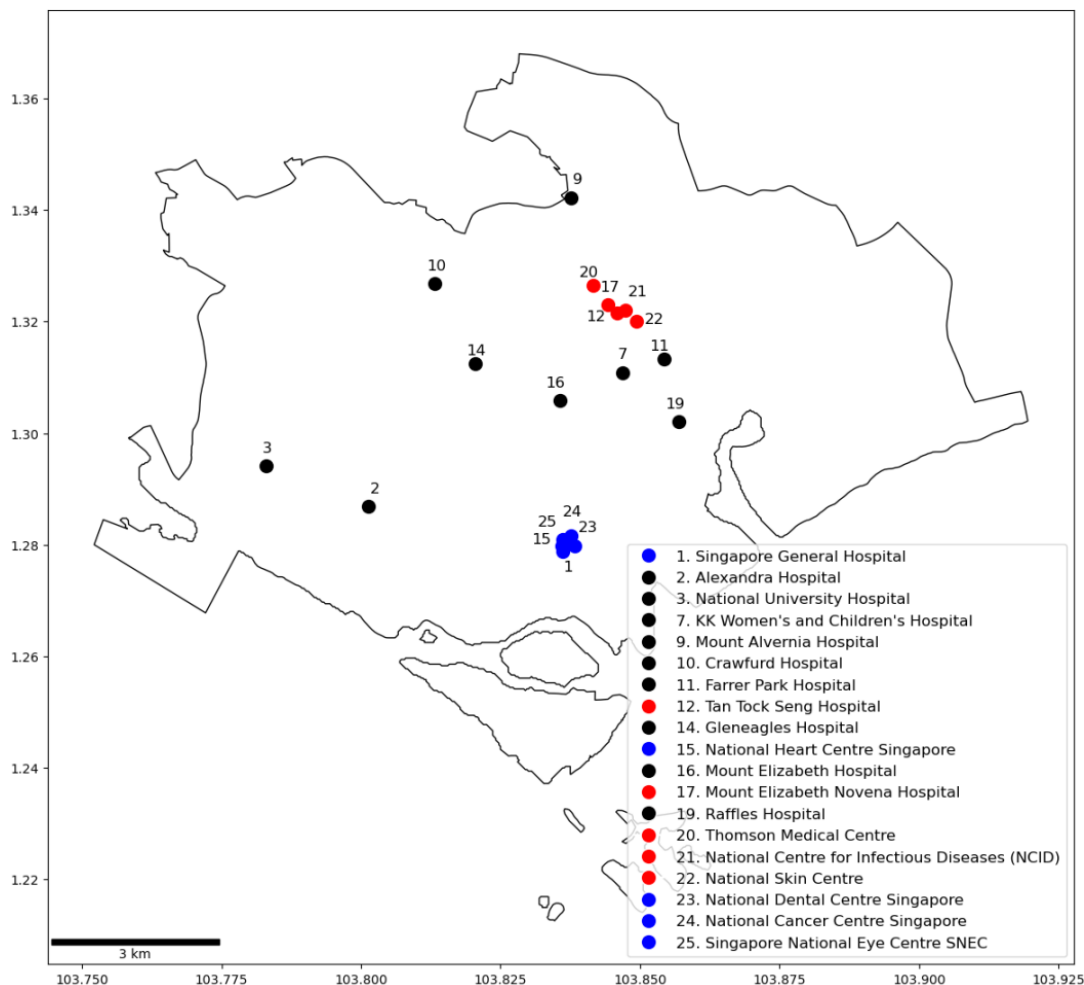 1.36
1.34
1.32
1.30
1.28
1.26
1.24
1.22
9
10
20
17
21
12
22
14
7
11
16
19
3
2
24
25
23
15
1
1. Singapore General Hospital
2. Alexandra Hospital
3. National University Hospital
7. KK Women's and Children's Hospital
9. Mount Alvernia Hospital
10. Crawfurd Hospital
11. Farrer Park Hospital
12. Tan Tock Seng Hospital
14. Gleneagles Hospital
15. National Heart Centre Singapore
16. Mount Elizabeth Hospital
17. Mount Elizabeth Novena Hospital
19. Raffles Hospital
20. Thomson Medical Centre
21. National Centre for Infectious Diseases (NCID)
22. National Skin Centre
23. National Dental Centre Singapore
24. National Cancer Centre Singapore
25. Singapore National Eye Centre SNEC
3 km
103.750 103.775 103.800 103.825 103.850 103.875 103.900 103.925